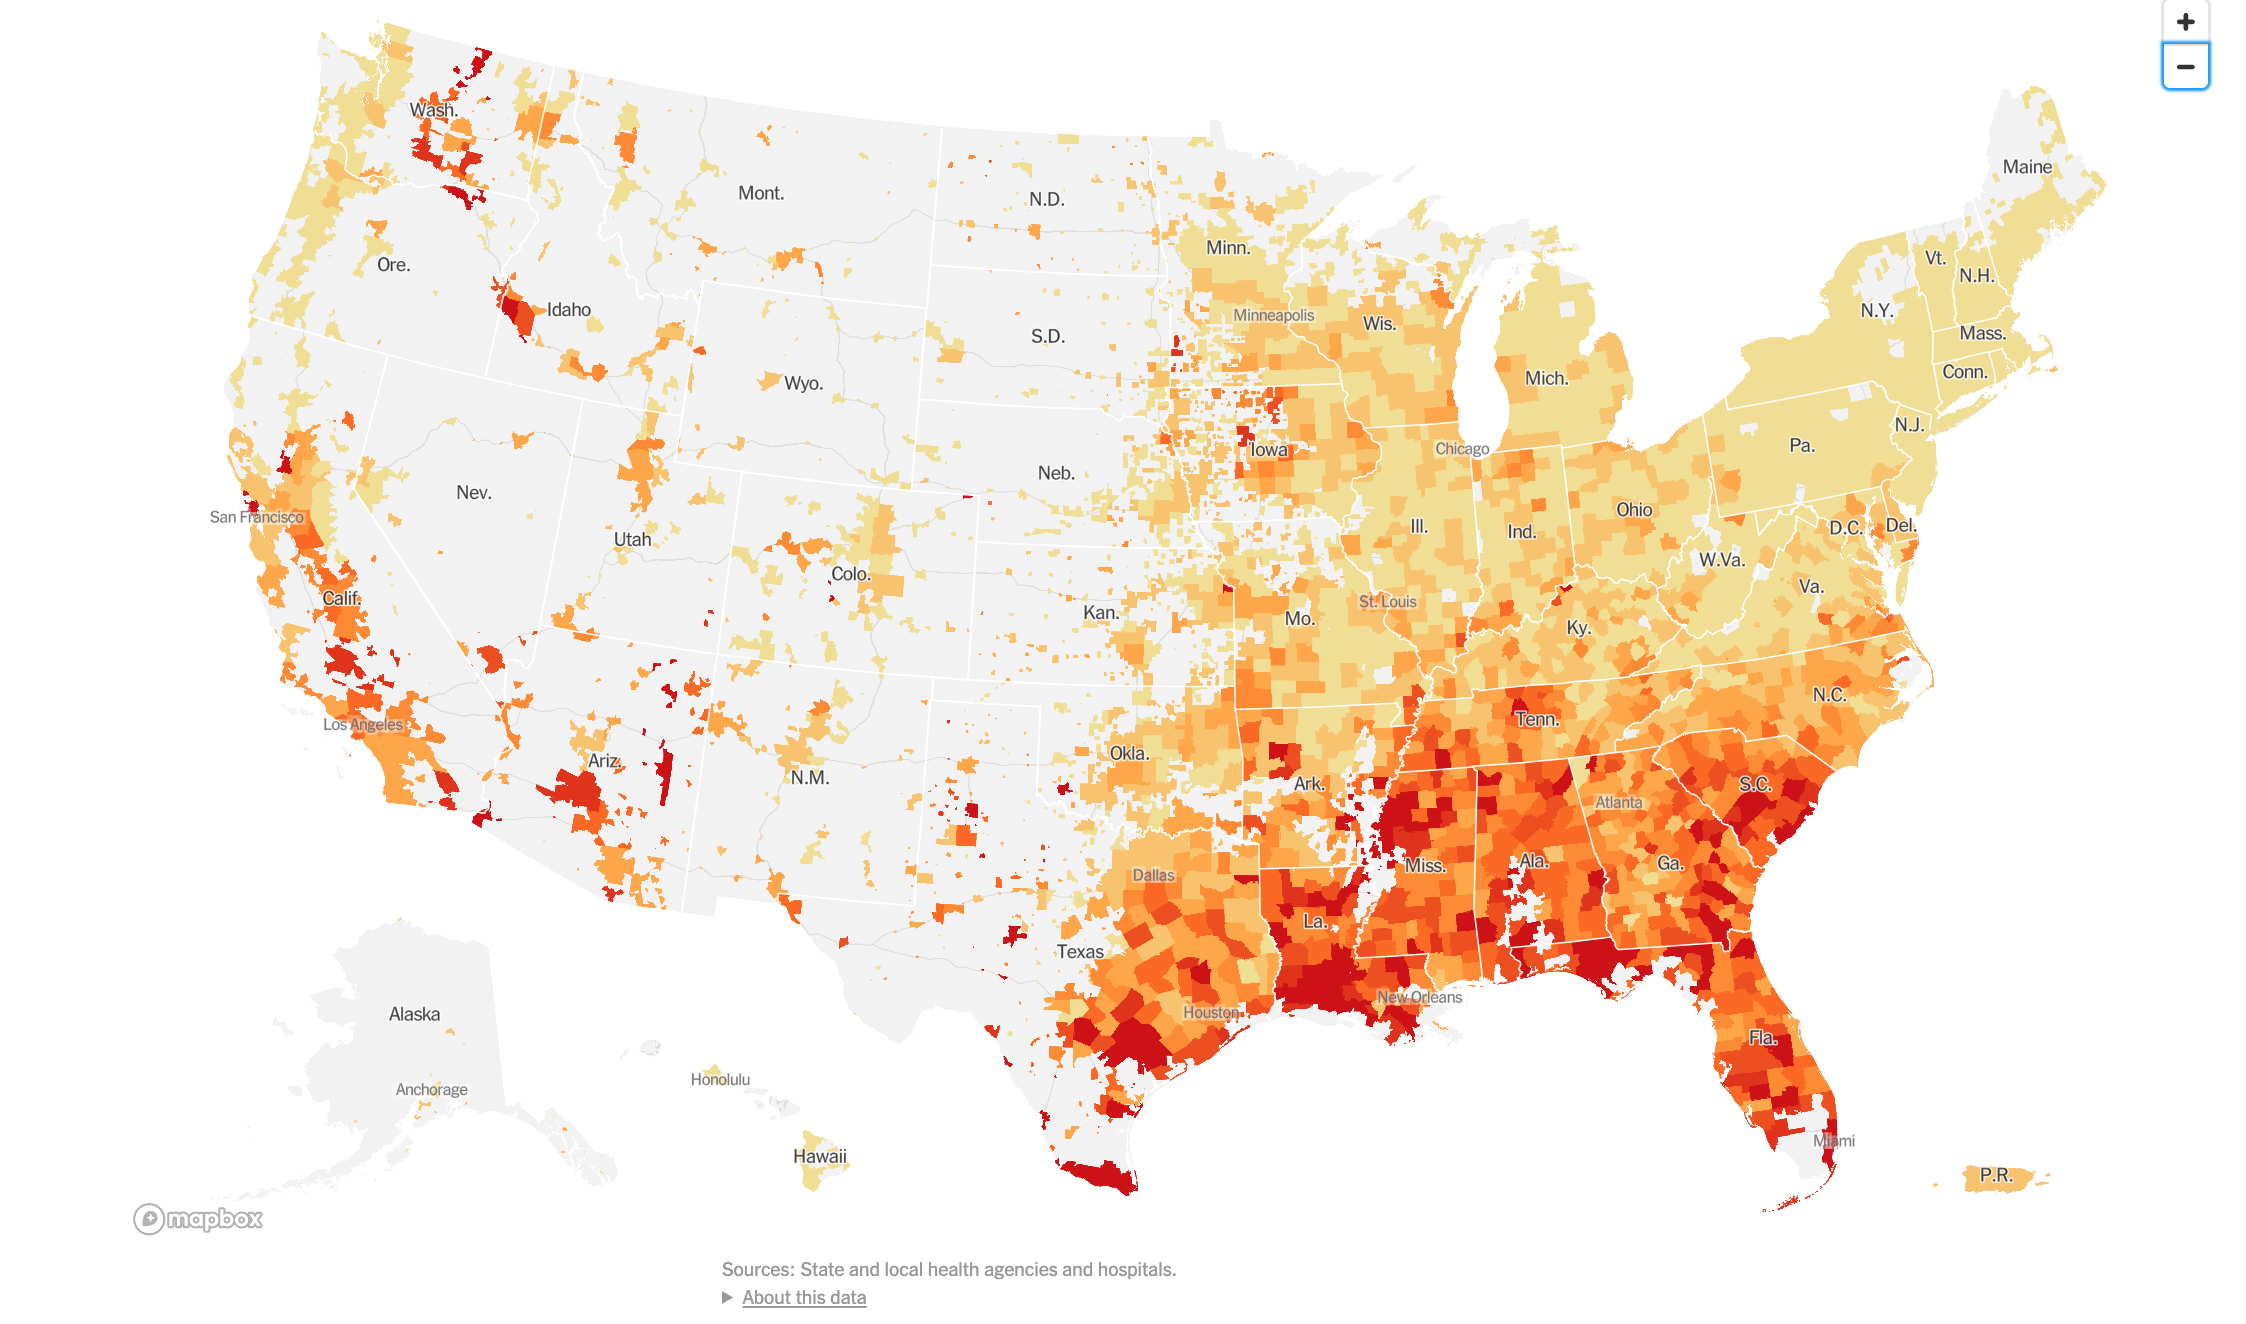 +
−
Wash.
Mont.
N.D.
Minn.
Maine
Ore.
Idaho
S.D.
Minneapolis
Wis.
Mich.
N.Y.
Vt.
N.H.
Mass.
Conn.
Wyo.
Iowa
Chicago
Pa.
N.J.
Nev.
Neb.
San Francisco
Utah
Colo.
Ill.
Ind.
Ohio
D.C.
Del.
W.Va.
Va.
Calif.
Kan.
Mo.
St. Louis
Ky.
Los Angeles
Ariz.
N.M.
Okla.
Ark.
Tenn.
N.C.
S.C.
Atlanta
Dallas
Miss.
Ala.
Ga.
Texas
La.
New Orleans
Houston
Fla.
Alaska
Anchorage
Honolulu
Hawaii
Miami
P.R.
mapbox
Sources: State and local health agencies and hospitals.
About this data